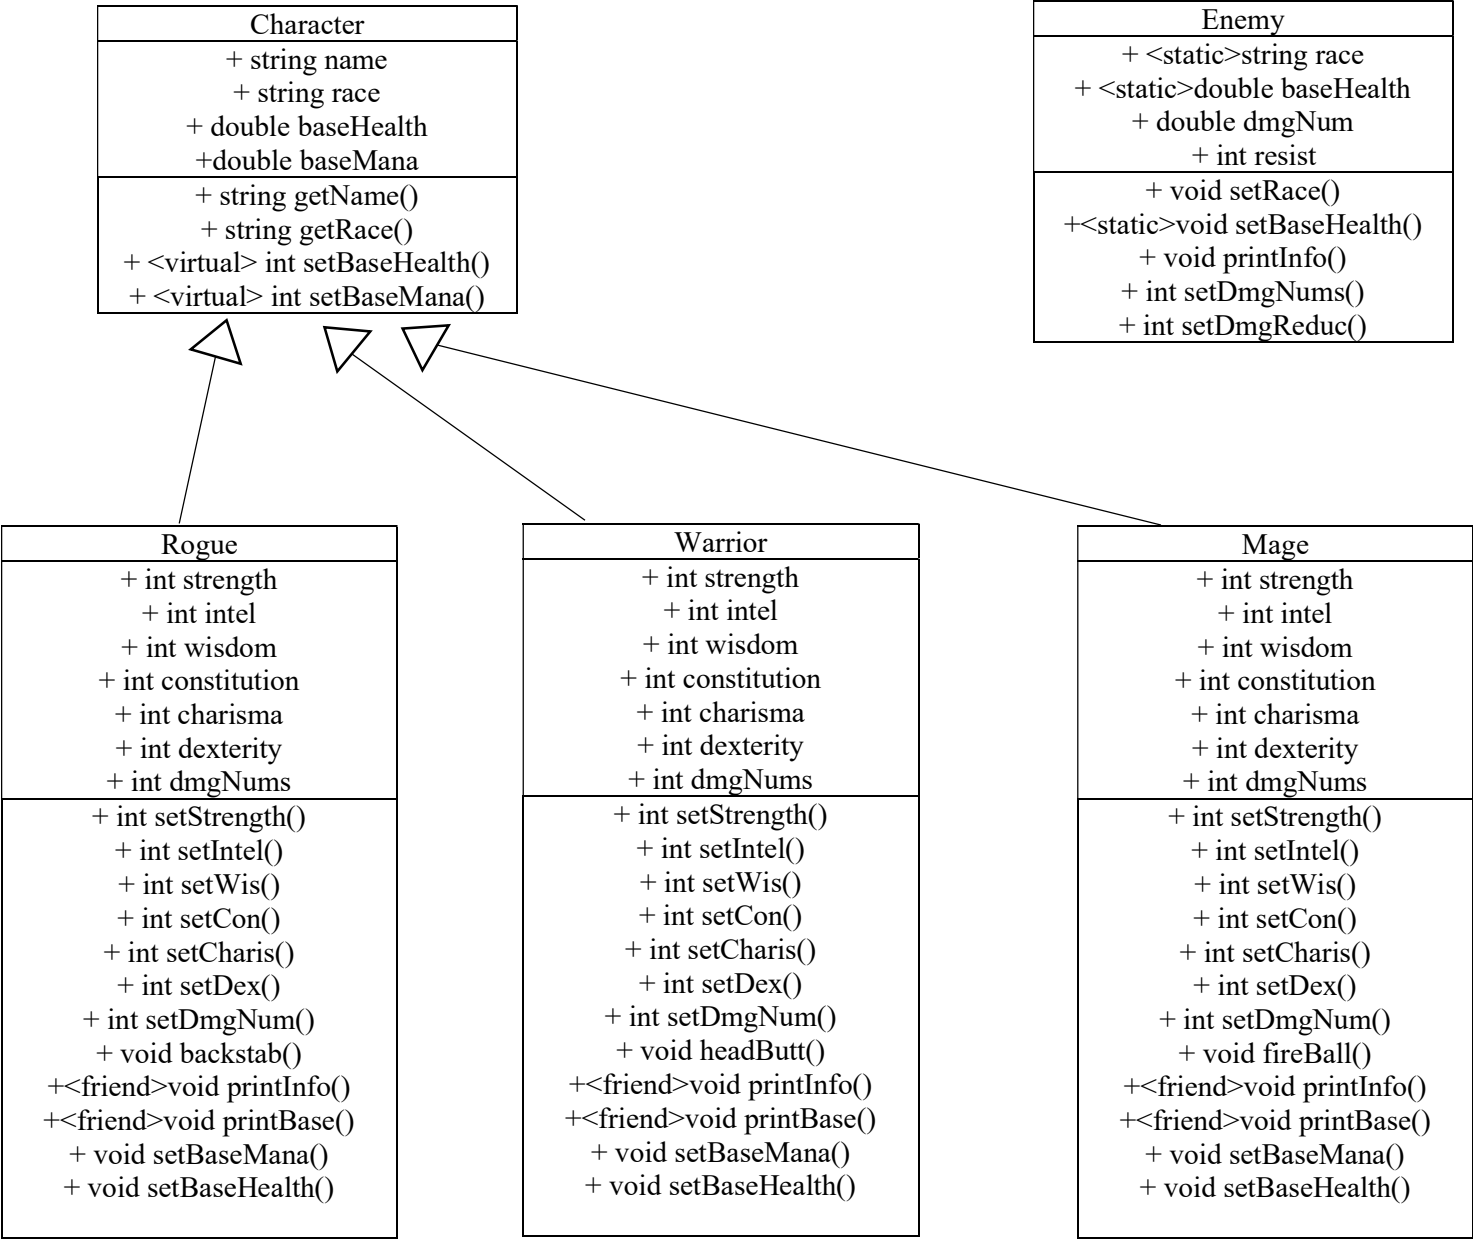 Character
+ string name
+ string race
+ double baseHealth
+double baseMana
+ string getName()
+ string getRace()
+ <virtual> int setBaseHealth()
+ <virtual> int setBaseMana()
Enemy
+ <static>string race
+ <static>double baseHealth
+ double dmgNum
+ int resist
+ void setRace()
+<static>void setBaseHealth()
+ void printInfo()
+ int setDmgNums()
+ int setDmgReduc()
Rogue
+ int strength
+ int intel
+ int wisdom
+ int constitution
+ int charisma
+ int dexterity
+ int dmgNums
+ int setStrength()
+ int setIntel()
+ int setWis()
+ int setCon()
+ int setCharis()
+ int setDex()
+ int setDmgNum()
+ void backstab()
+<friend>void printInfo()
+<friend>void printBase()
+ void setBaseMana()
+ void setBaseHealth()
Warrior
+ int strength
+ int intel
+ int wisdom
+ int constitution
+ int charisma
+ int dexterity
+ int dmgNums
+ int setStrength()
+ int setIntel()
+ int setWis()
+ int setCon()
+ int setCharis()
+ int setDex()
+ int setDmgNum()
+ void headButt()
+<friend>void printInfo()
+<friend>void printBase()
+ void setBaseMana()
+ void setBaseHealth()
Mage
+ int strength
+ int intel
+ int wisdom
+ int constitution
+ int charisma
+ int dexterity
+ int dmgNums
+ int setStrength()
+ int setIntel()
+ int setWis()
+ int setCon()
+ int setCharis()
+ int setDex()
+ int setDmgNum()
+ void fireBall()
+<friend>void printInfo()
+<friend>void printBase()
+ void setBaseMana()
+ void setBaseHealth()